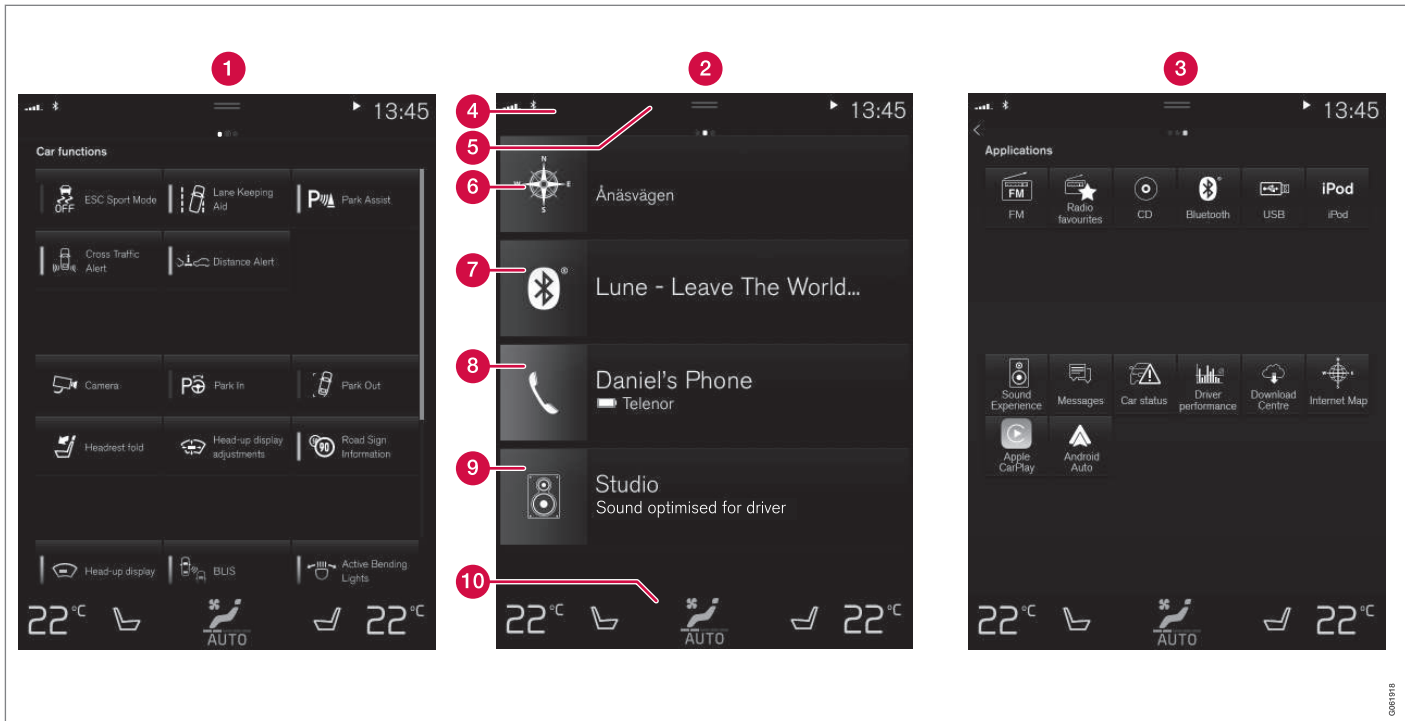 1
13:45
Car functions
OFF
ESC Sport Mode
Lane Keeping
Aid
P
Park Assist
Cross Traffic
Alert
Distance Alert
Camera
P
Park In
Park Out
Headrest fold
Head-up display
adjustments
90
Road Sign
Information
Head-up display
BLIS
Active Bending
Lights
22°C
AUTO
22°C
2
4
13:45
5
6
N
W
E
S
Ånäsvägen
7
®
Lune - Leave The World...
8
Daniel's Phone
Telenor
9
Studio
Sound optimised for driver
10
22°C
AUTO
22°C
3
13:45
Applications
FM
FM
Radio
favourites
CD
Bluetooth
USB
iPod
iPod
Sound
Experience
Messages
Car status
Driver
performance
Download
Centre
Internet Map
Apple
CarPlay
Android
Auto
22°C
AUTO
22°C
G061918